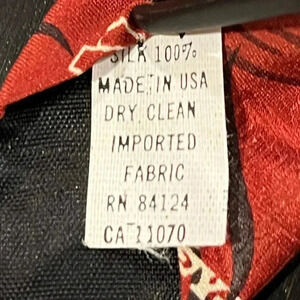 SILK 100%
MADE IN USA
DRY CLEAN
IMPORTED
FABRIC
RN 84124
CA 11070